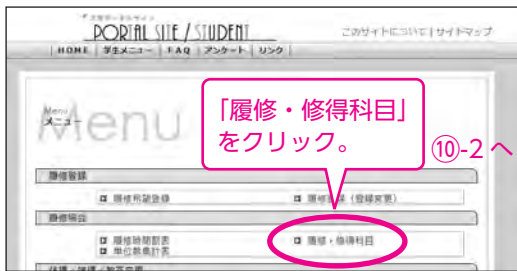 PORTAL SITE / STUDENT
このサイトについて | サイトマップ
HOME | 学生メニュー | FAQ | アンケート | リンク
Menu
メニュー
Menu
「履修・修得科目」
をクリック。
⑩-2 へ
履修登録
履修希望登録
履修登録 (登録変更)
履修照会
履修時間割表
履修・修得科目
単位数集計表